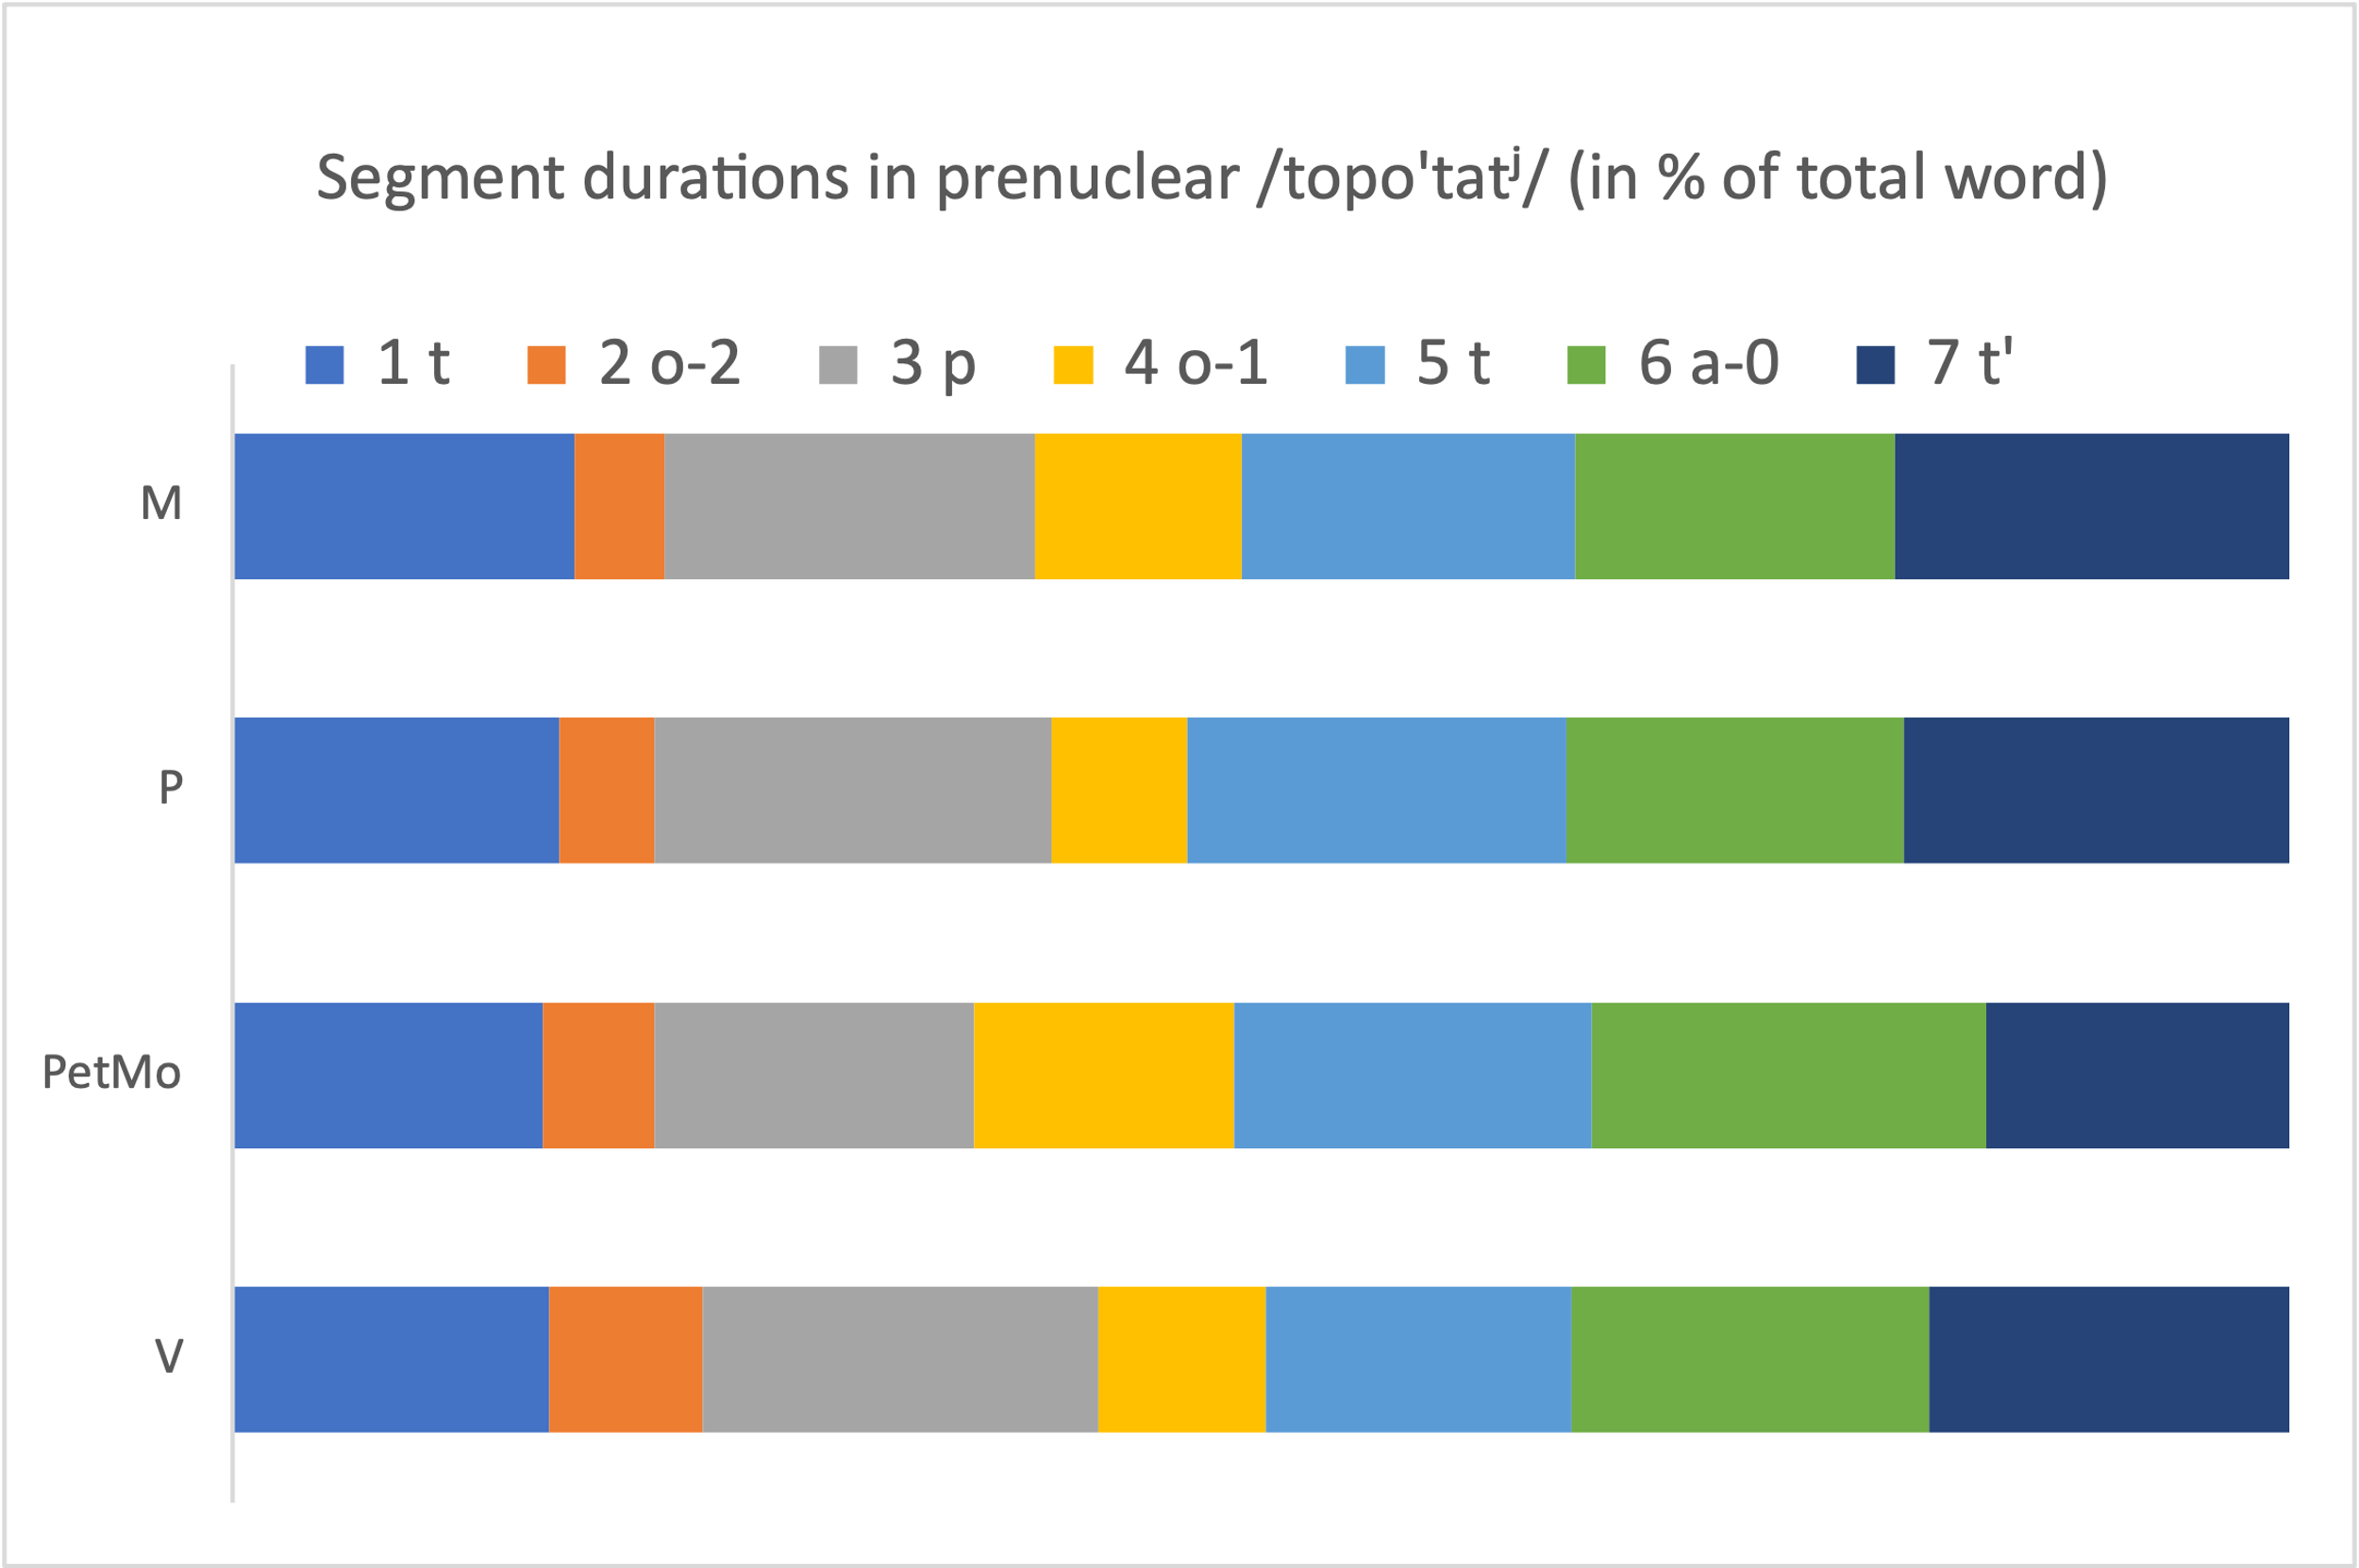 Segment durations in prenuclear /topo'tatʲ/ (in % of total word)
1 t 2 o-2 3 p 4 o-1 5 t 6 a-0 7 t'
M
P
PetMo
V